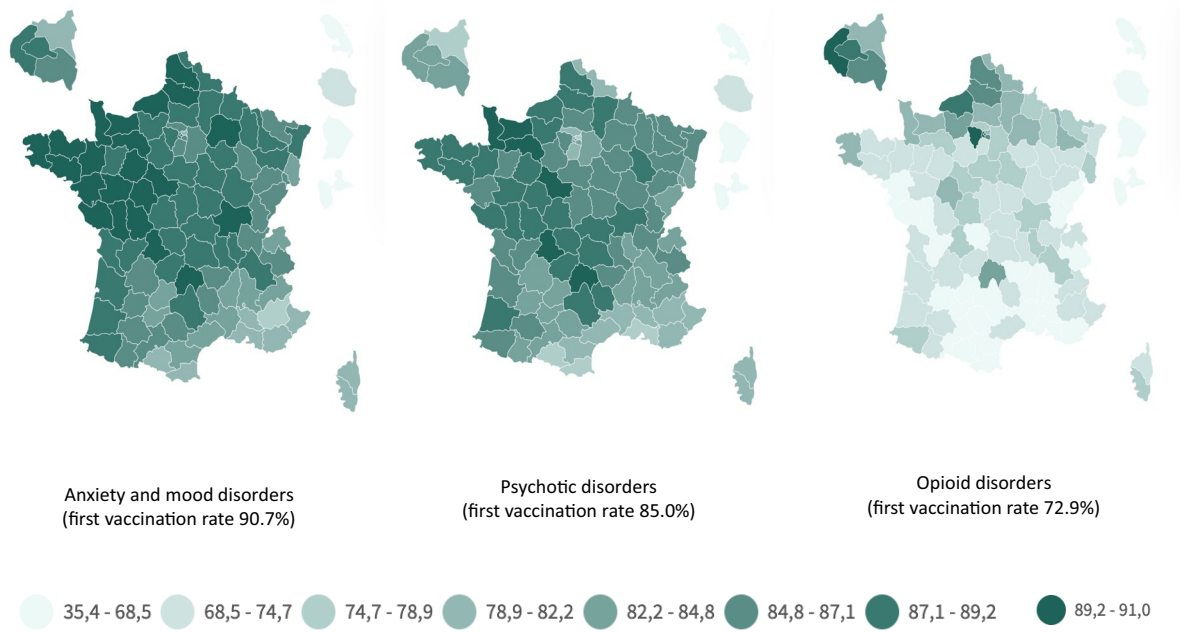 Anxiety and mood disorders
(first vaccination rate 90.7%)
Psychotic disorders
(first vaccination rate 85.0%)
Opioid disorders
(first vaccination rate 72.9%)
35,4 - 68,5
68,5 - 74,7
74,7 - 78,9
78,9 - 82,2
82,2 - 84,8
84,8 - 87,1
87,1 - 89,2
89,2 - 91,0